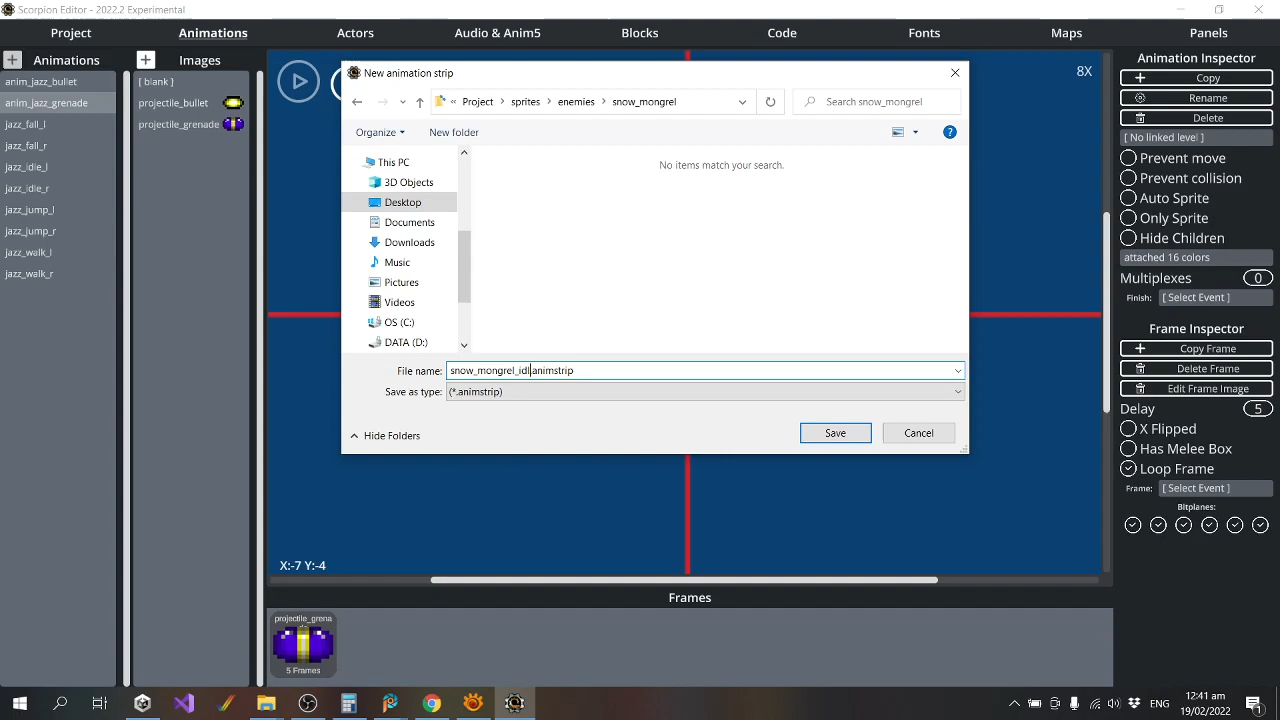 Scorpion Editor - 2022.2 Experimental
Project
Animations
Actors
Audio & Anim5
Blocks
Code
Fonts
Maps
Panels
Animations
anim_jazz_bullet
anim_jazz_grenade
jazz_fall_l
jazz_fall_r
jazz_idle_l
jazz_idle_r
jazz_jump_l
jazz_jump_r
jazz_walk_l
jazz_walk_r
Images
[ blank ]
projectile_bullet
projectile_grenade
8X
X:-7 Y:-4
New animation strip
« Project › sprites › enemies › snow_mongrel
Search snow_mongrel
Organize
New folder
This PC
3D Objects
Desktop
Documents
Downloads
Music
Pictures
Videos
OS (C:)
DATA (D:)
No items match your search.
File name: snow_mongrel_idl.animstrip
Save as type: (*.animstrip)
Hide Folders
Save
Cancel
Animation Inspector
Copy
Rename
Delete
[ No linked level ]
Prevent move
Prevent collision
Auto Sprite
Only Sprite
Hide Children
attached 16 colors
Multiplexes 0
Finish: [ Select Event ]
Frame Inspector
Copy Frame
Delete Frame
Edit Frame Image
Delay 5
X Flipped
Has Melee Box
Loop Frame
Frame: [ Select Event ]
Bitplanes:
Frames
projectile_grena
5 Frames
ENG
12:41 am
19/02/2022
1